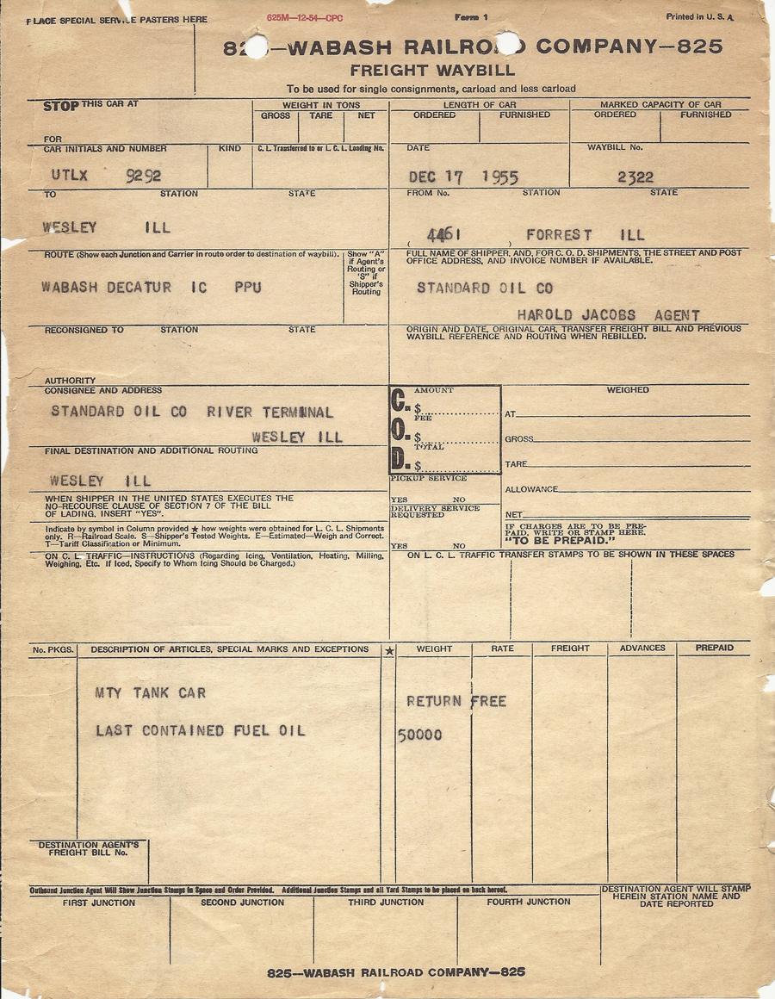 PLACE SPECIAL SERVICE PASTERS HERE
625M—12-54—CPC
Form 1
Printed in U. S. A.
825—WABASH RAILROAD COMPANY—825
FREIGHT WAYBILL
To be used for single consignments, carload and less carload
STOP THIS CAR AT
FOR
WEIGHT IN TONS
GROSS TARE NET
LENGTH OF CAR
ORDERED FURNISHED
MARKED CAPACITY OF CAR
ORDERED FURNISHED
CAR INITIALS AND NUMBER
UTLX 9292
KIND
C. L. Transferred to or L. C. L. Loading No.
DATE
DEC 17 1955
WAYBILL No.
2322
TO STATION STATE
WESLEY ILL
FROM No. STATION STATE
( 4461 ) FORREST ILL
ROUTE (Show each Junction and Carrier in route order to destination of waybill).
WABASH DECATUR IC PPU
Show "A"
if Agent's
Routing or
'S" if
Shipper's
Routing
FULL NAME OF SHIPPER, AND, FOR C. O. D. SHIPMENTS, THE STREET AND POST
OFFICE ADDRESS, AND INVOICE NUMBER IF AVAILABLE.
STANDARD OIL CO
HAROLD JACOBS AGENT
RECONSIGNED TO STATION STATE
AUTHORITY
ORIGIN AND DATE, ORIGINAL CAR, TRANSFER FREIGHT BILL AND PREVIOUS
WAYBILL REFERENCE AND ROUTING WHEN REBILLED.
CONSIGNEE AND ADDRESS
STANDARD OIL CO RIVER TERMINAL
WESLEY ILL
FINAL DESTINATION AND ADDITIONAL ROUTING
WESLEY ILL
WHEN SHIPPER IN THE UNITED STATES EXECUTES THE
NO-RECOURSE CLAUSE OF SECTION 7 OF THE BILL
OF LADING, INSERT "YES".
Indicate by symbol in Column provided ★ how weights were obtained for L. C. L. Shipments
only. R—Railroad Scale. S—Shipper's Tested Weights. E—Estimated—Weigh and Correct.
T—Tariff Classification or Minimum.
C. O. D.
AMOUNT
$
FEE
$
TOTAL
$
PICKUP SERVICE
YES NO
DELIVERY SERVICE
REQUESTED
YES NO
WEIGHED
AT
GROSS
TARE
ALLOWANCE
NET
IF CHARGES ARE TO BE PRE-
PAID, WRITE OR STAMP HERE.
"TO BE PREPAID."
ON C. L. TRAFFIC—INSTRUCTIONS (Regarding Icing, Ventilation, Heating, Milling,
Weighing, Etc. If Iced, Specify to Whom Icing Should be Charged.)
ON L. C. L. TRAFFIC TRANSFER STAMPS TO BE SHOWN IN THESE SPACES
No. PKGS. DESCRIPTION OF ARTICLES, SPECIAL MARKS AND EXCEPTIONS ★ WEIGHT RATE FREIGHT ADVANCES PREPAID
MTY TANK CAR RETURN FREE
LAST CONTAINED FUEL OIL 50000
DESTINATION AGENT'S
FREIGHT BILL No.
Outbound Junction Agent Will Show Junction Stamps in Space and Order Provided. Additional Junction Stamps and all Yard Stamps to be placed on back hereof.
FIRST JUNCTION SECOND JUNCTION THIRD JUNCTION FOURTH JUNCTION
DESTINATION AGENT WILL STAMP
HEREIN STATION NAME AND
DATE REPORTED
825—WABASH RAILROAD COMPANY—825